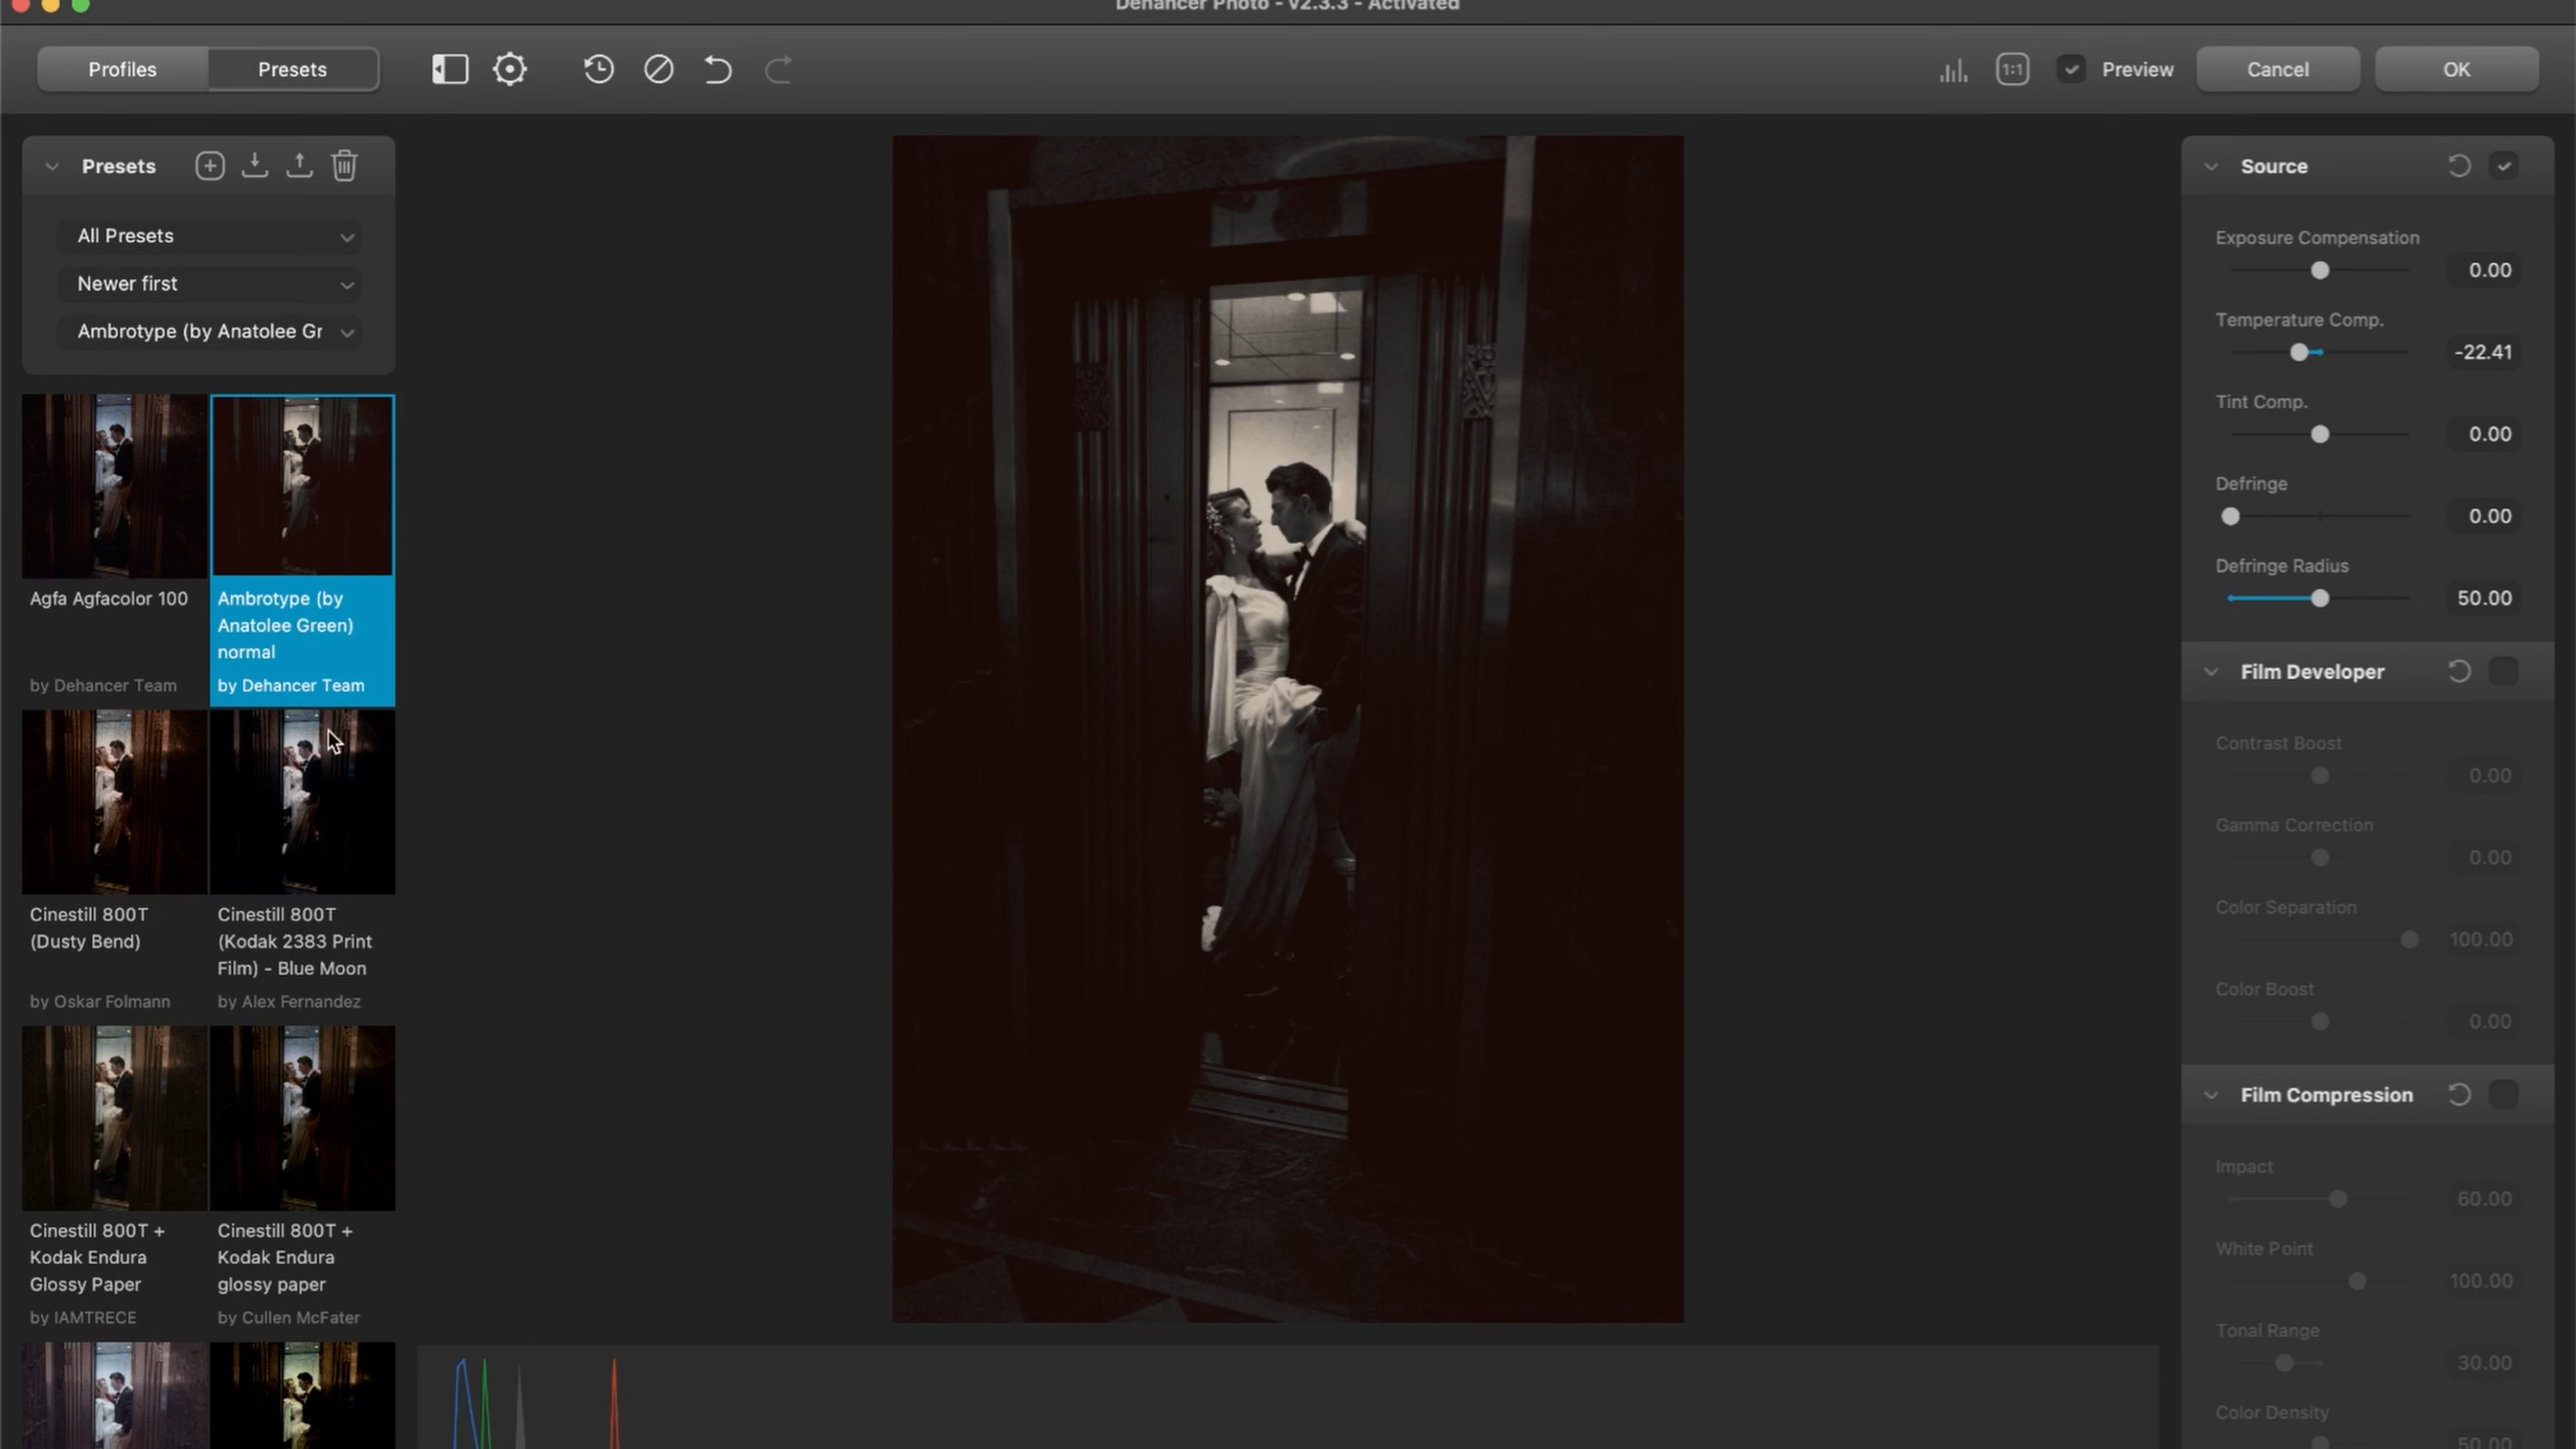 Dehancer Photo - v2.3.3 - Activated
Profiles
Presets
1:1
Preview
Cancel
OK
Presets
All Presets
Newer first
Ambrotype (by Anatolee Gr
Agfa Agfacolor 100
by Dehancer Team
Ambrotype (by
Anatolee Green)
normal
by Dehancer Team
Cinestill 800T
(Dusty Bend)
by Oskar Folmann
Cinestill 800T
(Kodak 2383 Print
Film) - Blue Moon
by Alex Fernandez
Cinestill 800T +
Kodak Endura
Glossy Paper
by IAMTRECE
Cinestill 800T +
Kodak Endura
glossy paper
by Cullen McFater
Source
Exposure Compensation
0.00
Temperature Comp.
-22.41
Tint Comp.
0.00
Defringe
0.00
Defringe Radius
50.00
Film Developer
Contrast Boost
0.00
Gamma Correction
0.00
Color Separation
100.00
Color Boost
0.00
Film Compression
Impact
60.00
White Point
100.00
Tonal Range
30.00
Color Density
50.00